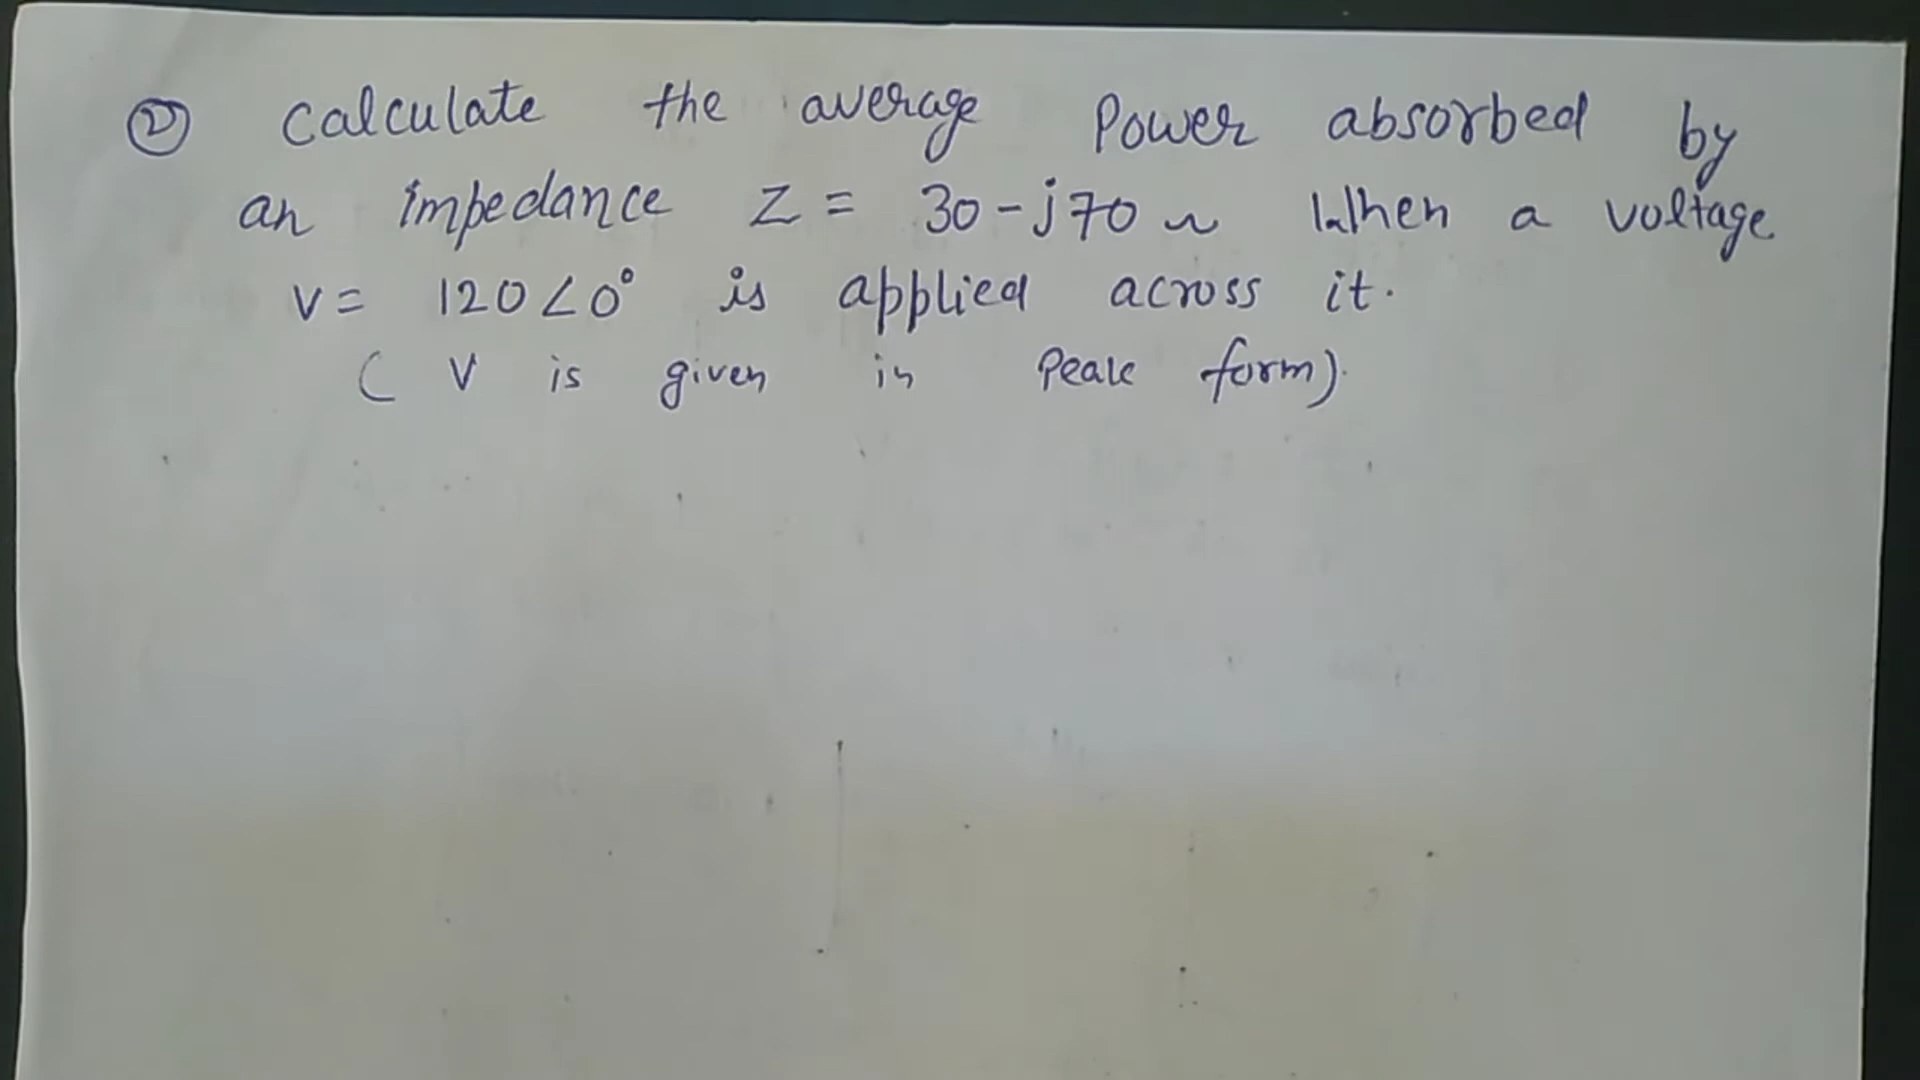 ② Calculate the average Power absorbed by
an impedance Z = 30-j70 ~ When a voltage
V= 120∠0° is applied across it.
( V is given in Peak form).